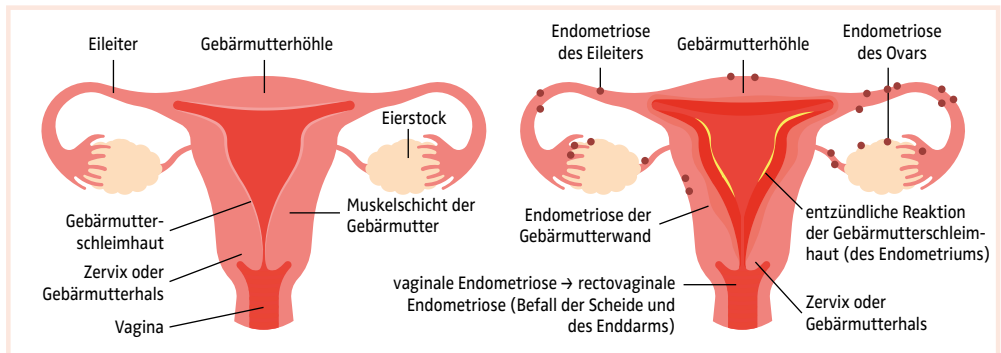 Eileiter
Gebärmutterhöhle
Eierstock
Gebärmutter-
schleimhaut
Muskelschicht der
Gebärmutter
Zervix oder
Gebärmutterhals
Vagina
Endometriose
des Eileiters
Gebärmutterhöhle
Endometriose
des Ovars
Endometriose der
Gebärmutterwand
entzündliche Reaktion
der Gebärmutterschleim-
haut (des Endometriums)
vaginale Endometriose → rectovaginale
Endometriose (Befall der Scheide und
des Enddarms)
Zervix oder
Gebärmutterhals